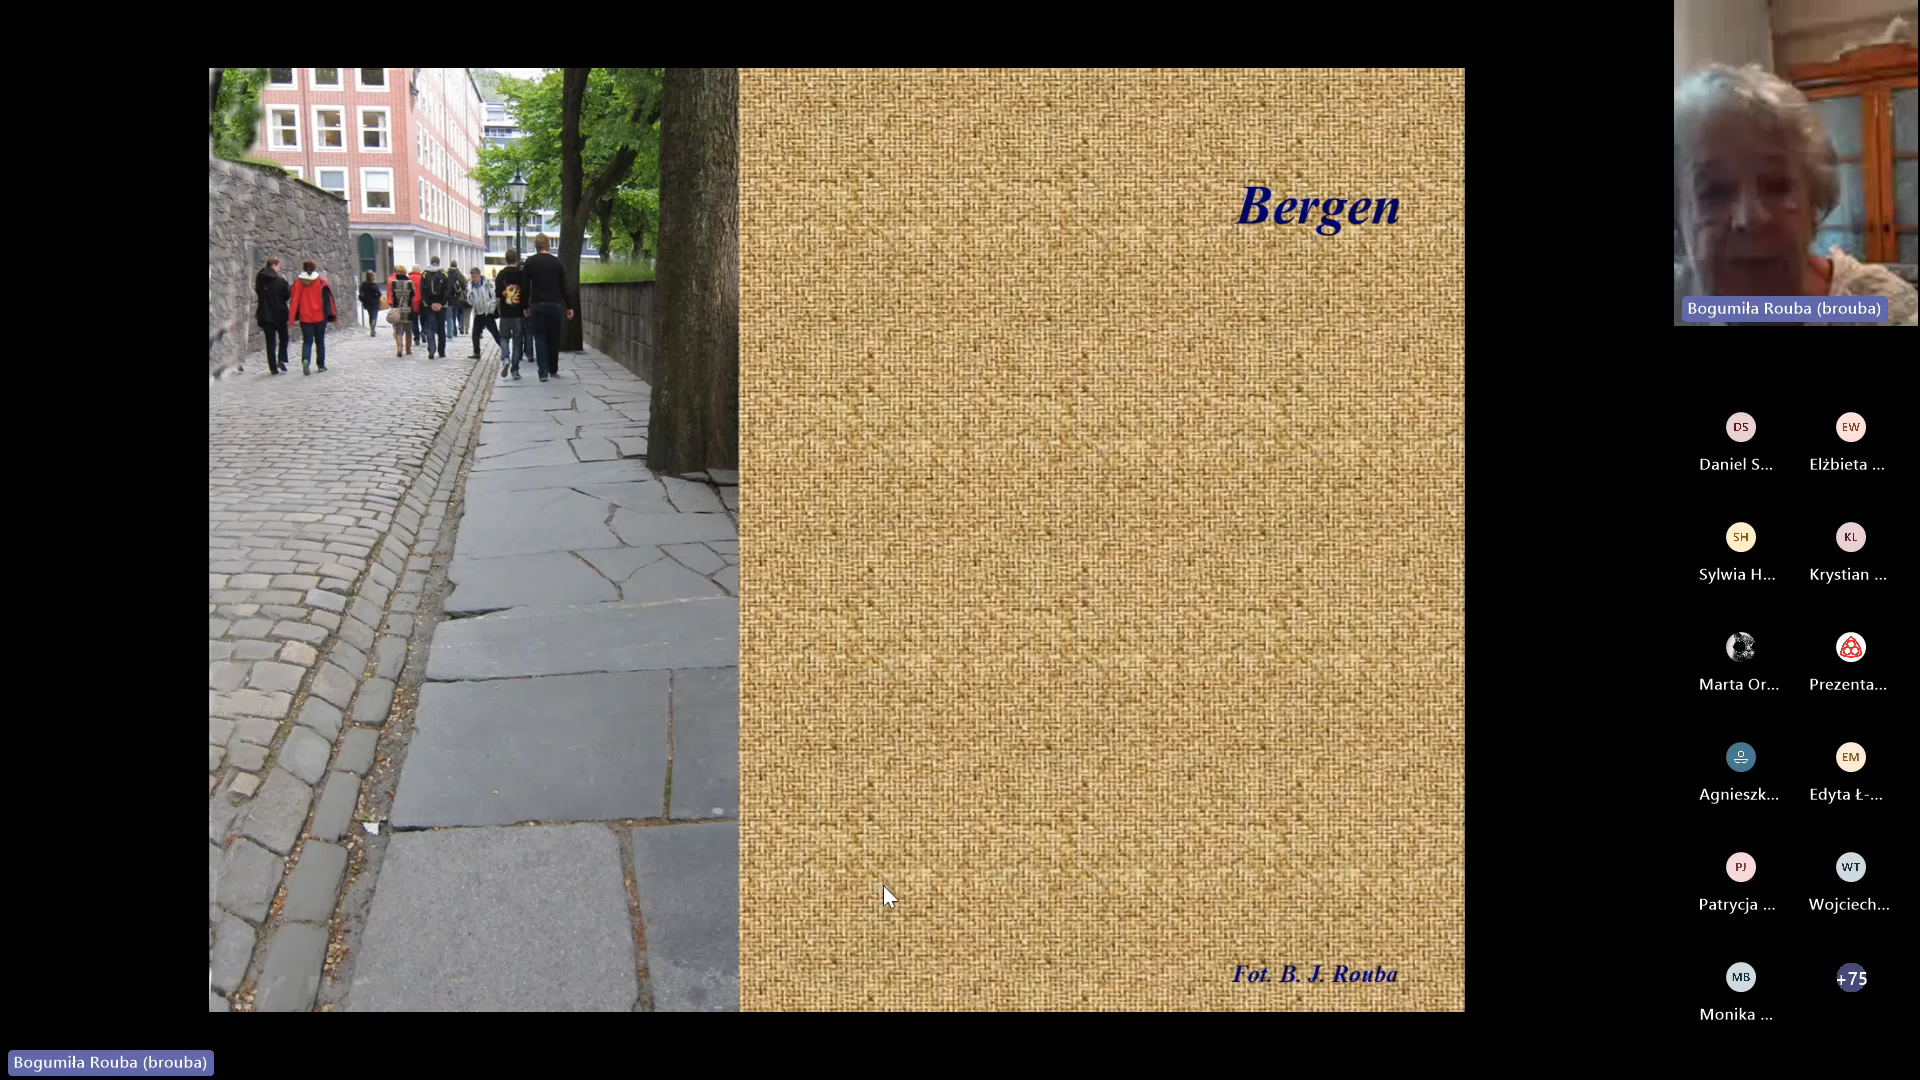 Bergen
Fot. B. J. Rouba
Bogumiła Rouba (brouba)
DS
EW
Daniel S...
Elżbieta ...
SH
KL
Sylwia H...
Krystian ...
Marta Or...
Prezenta...
EM
Agnieszk...
Edyta Ł-...
PJ
WT
Patrycja ...
Wojciech...
MB
+75
Monika ...
Bogumiła Rouba (brouba)